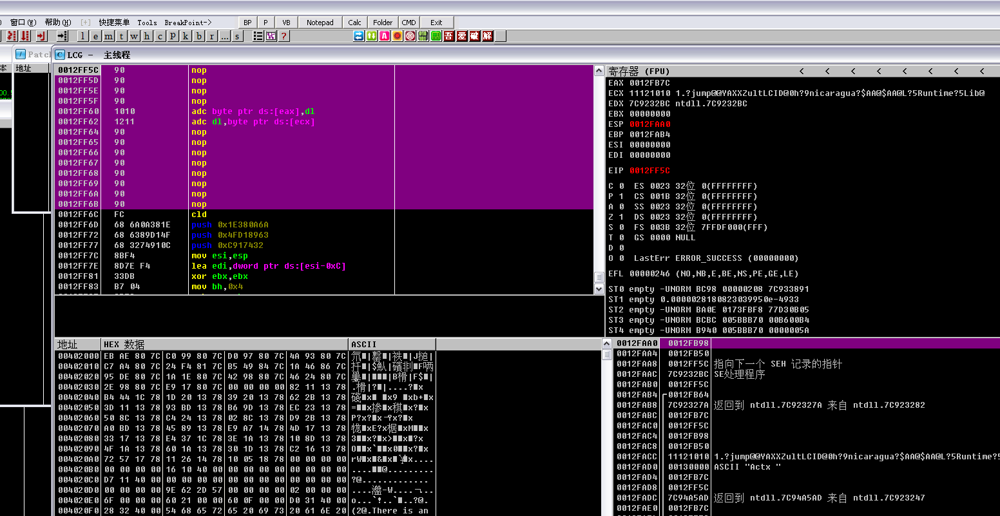 窗口(W) 帮助(H) [+] 快捷菜单 Tools BreakPoint-> BP P VB Notepad Calc Folder CMD Exit
l e m t w h c p k b r ... s ? A 吾 爱 破 解
Patch
C LCG - 主线程
本 地址
0012FF5C 90 nop
0012FF5D 90 nop
0012FF5E 90 nop
0012FF5F 90 nop
0012FF60 1010 adc byte ptr ds:[eax],dl
0012FF62 1211 adc dl,byte ptr ds:[ecx]
0012FF64 90 nop
0012FF65 90 nop
0012FF66 90 nop
0012FF67 90 nop
0012FF68 90 nop
0012FF69 90 nop
0012FF6A 90 nop
0012FF6B 90 nop
0012FF6C FC cld
0012FF6D 68 6A0A381E push 0x1E380A6A
0012FF72 68 6389D14F push 0x4FD18963
0012FF77 68 3274910C push 0xC917432
0012FF7C 8BF4 mov esi,esp
0012FF7E 8D7E F4 lea edi,dword ptr ds:[esi-0xC]
0012FF81 33DB xor ebx,ebx
0012FF83 B7 04 mov bh,0x4
寄存器 (FPU) < < < < < < < <
EAX 0012FB7C
ECX 11121010 1.?jump@@YAXXZultLCID@0h?9nicaragua?$AA@$AA@L?5Runtime?5Lib@
EDX 7C9232BC ntdll.7C9232BC
EBX 00000000
ESP 0012FAA0
EBP 0012FAB4
ESI 00000000
EDI 00000000
EIP 0012FF5C
C 0 ES 0023 32位 0(FFFFFFFF)
P 1 CS 001B 32位 0(FFFFFFFF)
A 0 SS 0023 32位 0(FFFFFFFF)
Z 1 DS 0023 32位 0(FFFFFFFF)
S 0 FS 003B 32位 7FFDF000(FFF)
T 0 GS 0000 NULL
D 0
O 0 LastErr ERROR_SUCCESS (00000000)
EFL 00000246 (NO,NB,E,BE,NS,PE,GE,LE)
ST0 empty -UNORM BC98 00000208 7C933891
ST1 empty 0.0000028180823039950e-4933
ST2 empty -UNORM BA0E 0173FBF8 77D30B05
ST3 empty -UNORM BCBC 005BBB70 00B600B4
ST4 empty -UNORM B940 005BBB70 0000005A
地址 HEX 数据 ASCII
00402000 EB AE 80 7C C0 99 80 7C D0 97 80 7C 4A 93 80 7C
00402010 C7 A4 80 7C 24 F4 81 7C B5 49 84 7C 1A 46 86 7C
00402020 95 DE 80 7C 1A 1E 80 7C 42 98 80 7C 46 24 80 7C
00402030 2E 98 80 7C E9 17 80 7C 00 00 00 00 82 11 13 78
00402040 B4 44 1C 78 1D 20 13 78 39 20 13 78 62 2B 13 78
00402050 3D 11 13 78 93 BD 13 78 B6 9D 13 78 EC 23 13 78
00402060 50 8C 13 78 C4 24 13 78 02 8C 13 78 D9 2B 13 78
00402070 A0 BD 13 78 45 89 13 78 E9 A7 14 78 4D 17 13 78
00402080 33 17 13 78 E4 37 1C 78 3E 1A 13 78 10 8D 13 78
00402090 4F 1A 13 78 60 1A 13 78 30 1D 13 78 C2 16 13 78
004020A0 72 57 17 78 11 26 14 78 10 05 18 78 00 00 00 00
004020B0 00 00 00 00 16 10 40 00 00 00 00 00 00 00 00 00
004020C0 D7 11 40 00 00 00 00 00 00 00 00 00 00 00 00 00 ?@.............
004020D0 00 00 00 00 9E 62 2D 57 00 00 00 00 02 00 00 00
004020E0 6F 00 00 00 60 21 00 00 60 0F 00 00 D0 31 40 00 o...`!..`■..?@.
004020F0 28 32 40 00 54 68 65 72 65 20 69 73 20 61 6E 20 (2@.There is an
0012FAA0 0012FB98
0012FAA4 0012FB50
0012FAA8 0012FF5C 指向下一个 SEH 记录的指针
0012FAAC 7C9232BC SE处理程序
0012FAB0 0012FF5C
0012FAB4 0012FB64
0012FAB8 7C92327A 返回到 ntdll.7C92327A 来自 ntdll.7C923282
0012FABC 0012FB7C
0012FAC0 0012FF5C
0012FAC4 0012FB98
0012FAC8 0012FB50
0012FACC 11121010 1.?jump@@YAXXZultLCID@0h?9nicaragua?$AA@$AA@L?5Runtime?5
0012FAD0 00130000 ASCII "Actx "
0012FAD4 0012FB7C
0012FAD8 0012FF5C
0012FADC 7C94A5AD 返回到 ntdll.7C94A5AD 来自 ntdll.7C923247
0012FAE0 0012FB7C